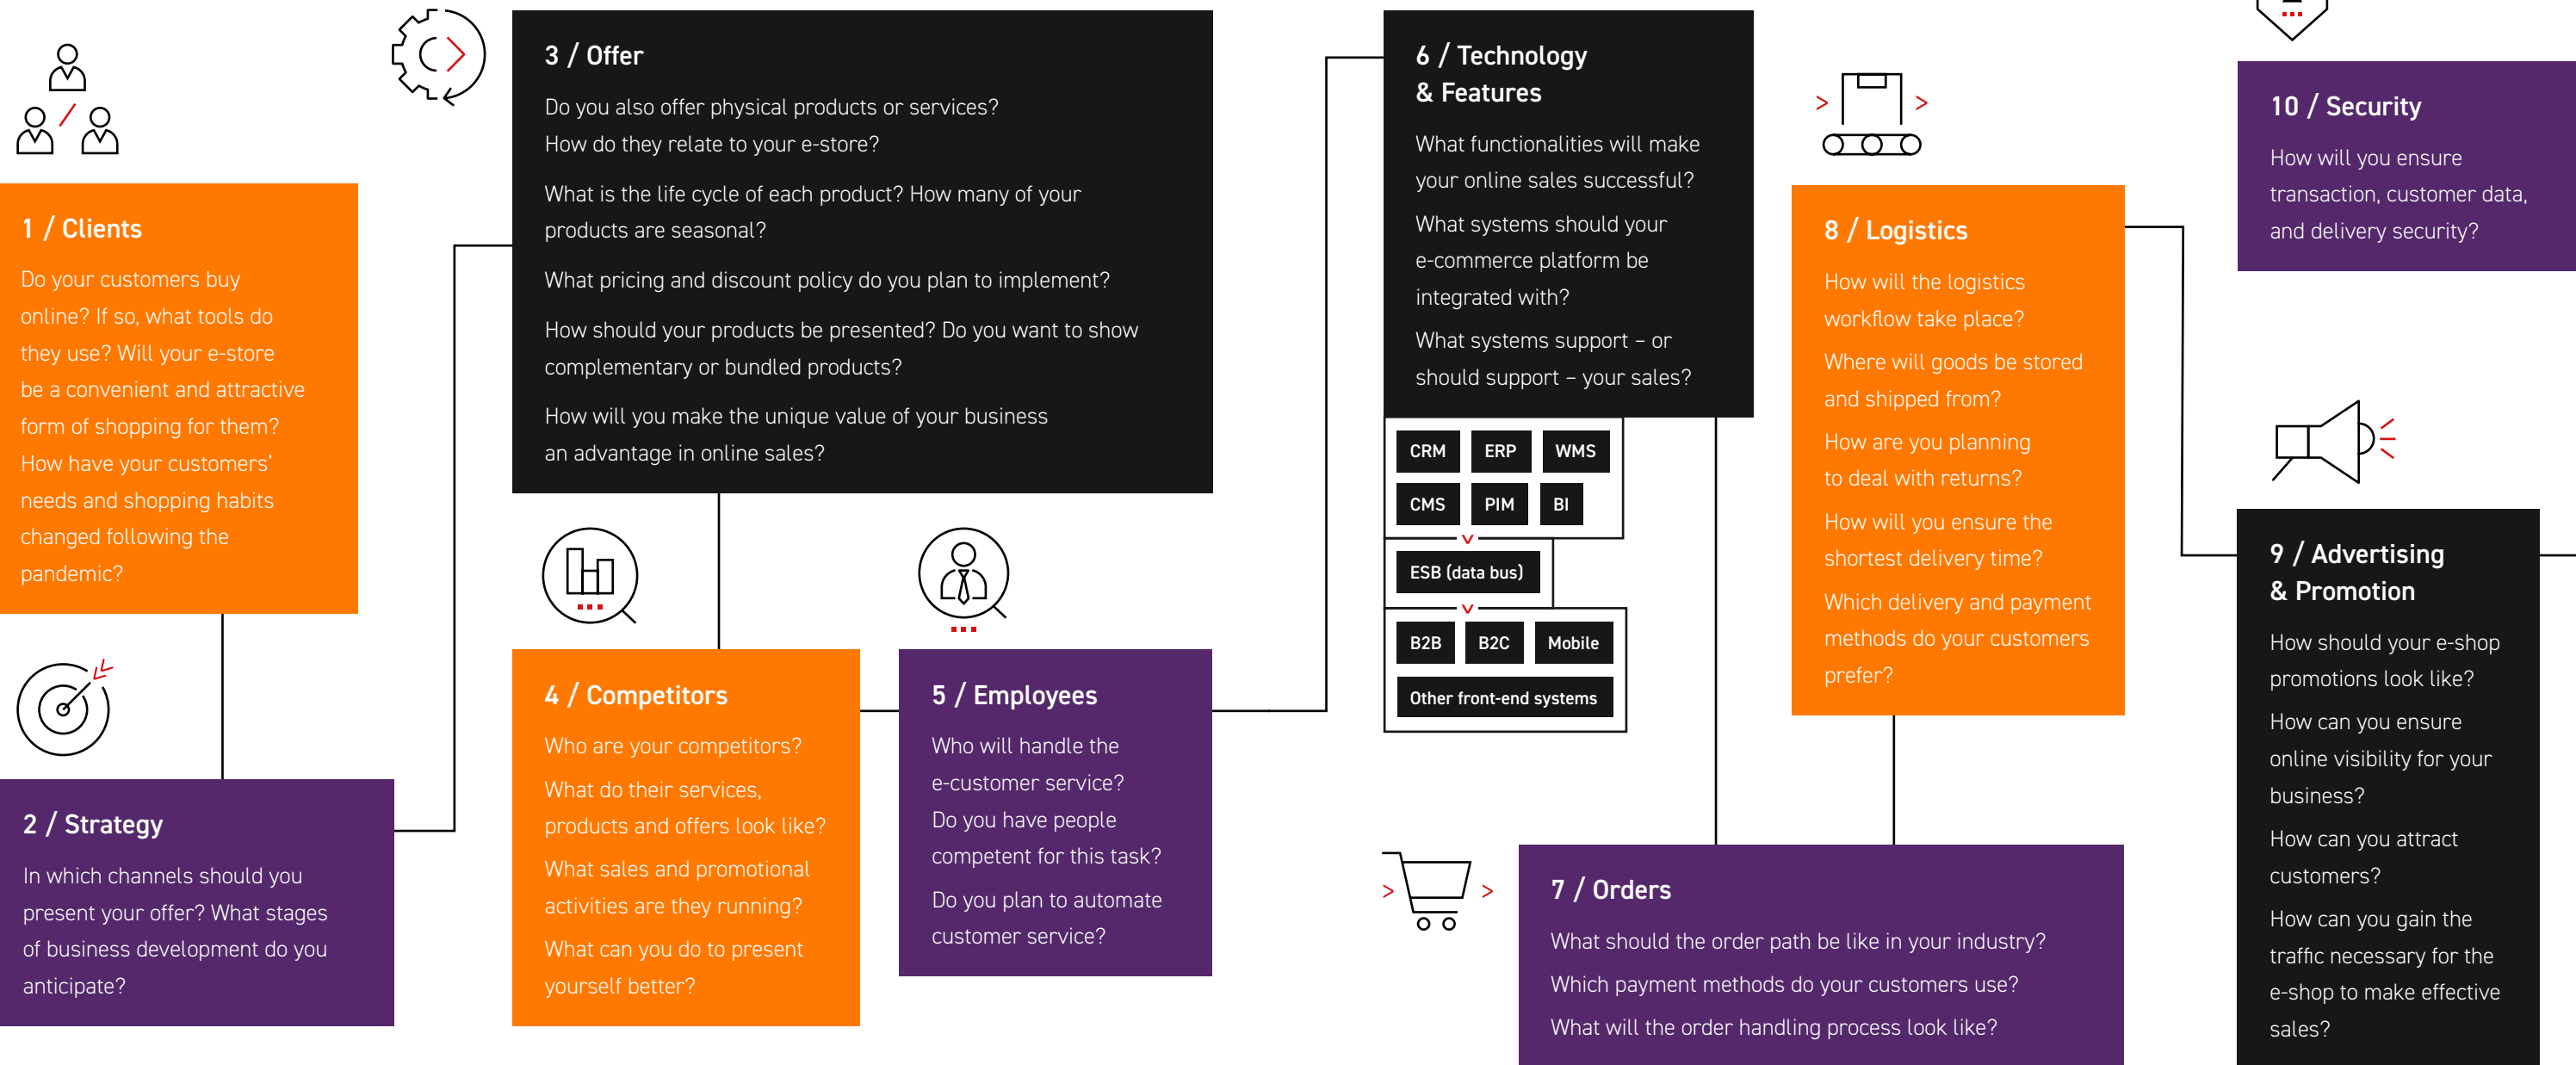 1 / Clients
Do your customers buy
online? If so, what tools do
they use? Will your e-store
be a convenient and attractive
form of shopping for them?
How have your customers'
needs and shopping habits
changed following the
pandemic?
2 / Strategy
In which channels should you
present your offer? What stages
of business development do you
anticipate?
3 / Offer
Do you also offer physical products or services?
How do they relate to your e-store?
What is the life cycle of each product? How many of your
products are seasonal?
What pricing and discount policy do you plan to implement?
How should your products be presented? Do you want to show
complementary or bundled products?
How will you make the unique value of your business
an advantage in online sales?
4 / Competitors
Who are your competitors?
What do their services,
products and offers look like?
What sales and promotional
activities are they running?
What can you do to present
yourself better?
5 / Employees
Who will handle the
e-customer service?
Do you have people
competent for this task?
Do you plan to automate
customer service?
6 / Technology
& Features
What functionalities will make
your online sales successful?
What systems should your
e-commerce platform be
integrated with?
What systems support – or
should support – your sales?
CRM ERP WMS
CMS PIM BI
ESB (data bus)
B2B B2C Mobile
Other front-end systems
7 / Orders
What should the order path be like in your industry?
Which payment methods do your customers use?
What will the order handling process look like?
8 / Logistics
How will the logistics
workflow take place?
Where will goods be stored
and shipped from?
How are you planning
to deal with returns?
How will you ensure the
shortest delivery time?
Which delivery and payment
methods do your customers
prefer?
9 / Advertising
& Promotion
How should your e-shop
promotions look like?
How can you ensure
online visibility for your
business?
How can you attract
customers?
How can you gain the
traffic necessary for the
e-shop to make effective
sales?
10 / Security
How will you ensure
transaction, customer data,
and delivery security?